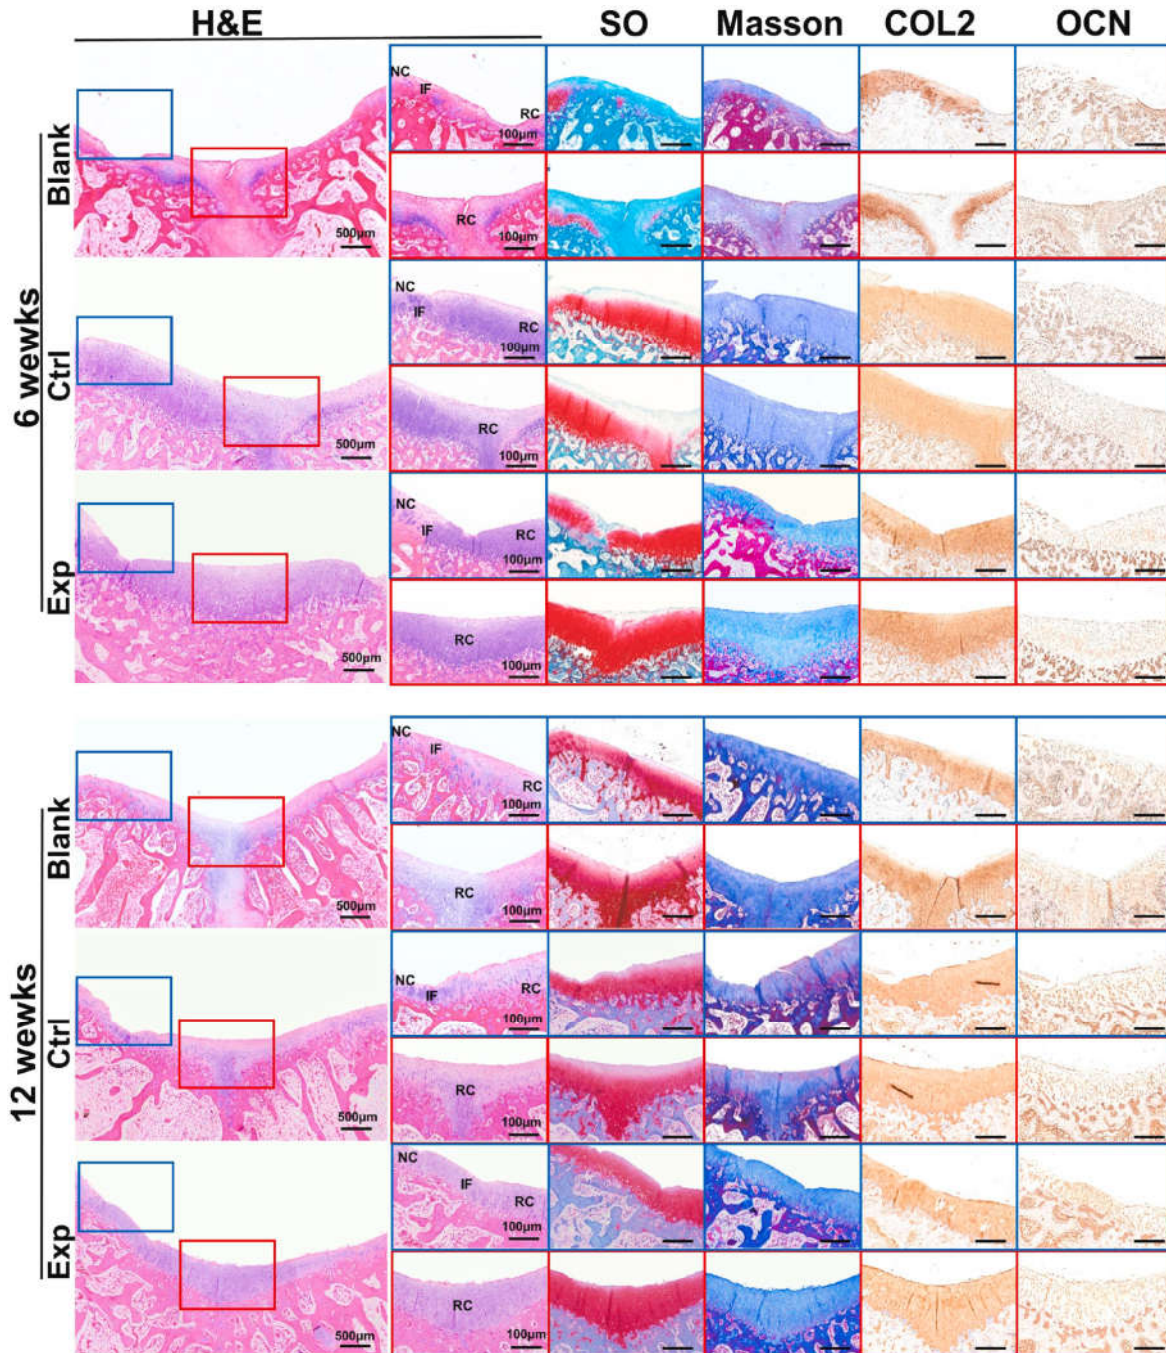 H&E SO Masson COL2 OCN
6 wewks
Blank
NC
IF
RC
100μm
500μm
RC
100μm
Ctrl
NC
IF
RC
100μm
500μm
RC
100μm
Exp
NC
IF
RC
100μm
500μm
RC
100μm
12 wewks
Blank
NC
IF
RC
100μm
500μm
RC
100μm
Ctrl
NC
IF
RC
100μm
500μm
RC
100μm
Exp
NC
IF
RC
100μm
500μm
RC
100μm